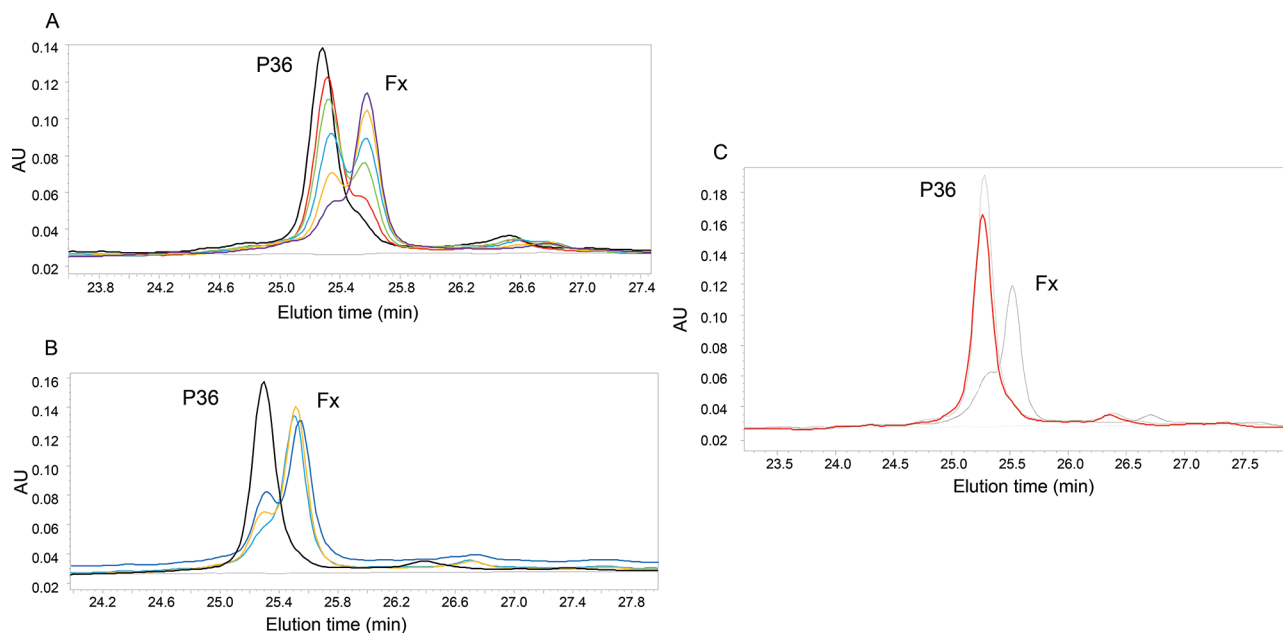 A
P36
Fx
AU
0.14
0.12
0.10
0.08
0.06
0.04
0.02
23.8 24.2 24.6 25.0 25.4 25.8 26.2 26.6 27.0 27.4
Elution time (min)
B
P36
Fx
AU
0.16
0.14
0.12
0.10
0.08
0.06
0.04
0.02
24.2 24.6 25.0 25.4 25.8 26.2 26.6 27.0 27.4 27.8
Elution time (min)
C
P36
Fx
AU
0.18
0.16
0.14
0.12
0.10
0.08
0.06
0.04
0.02
23.5 24.0 24.5 25.0 25.5 26.0 26.5 27.0 27.5
Elution time (min)